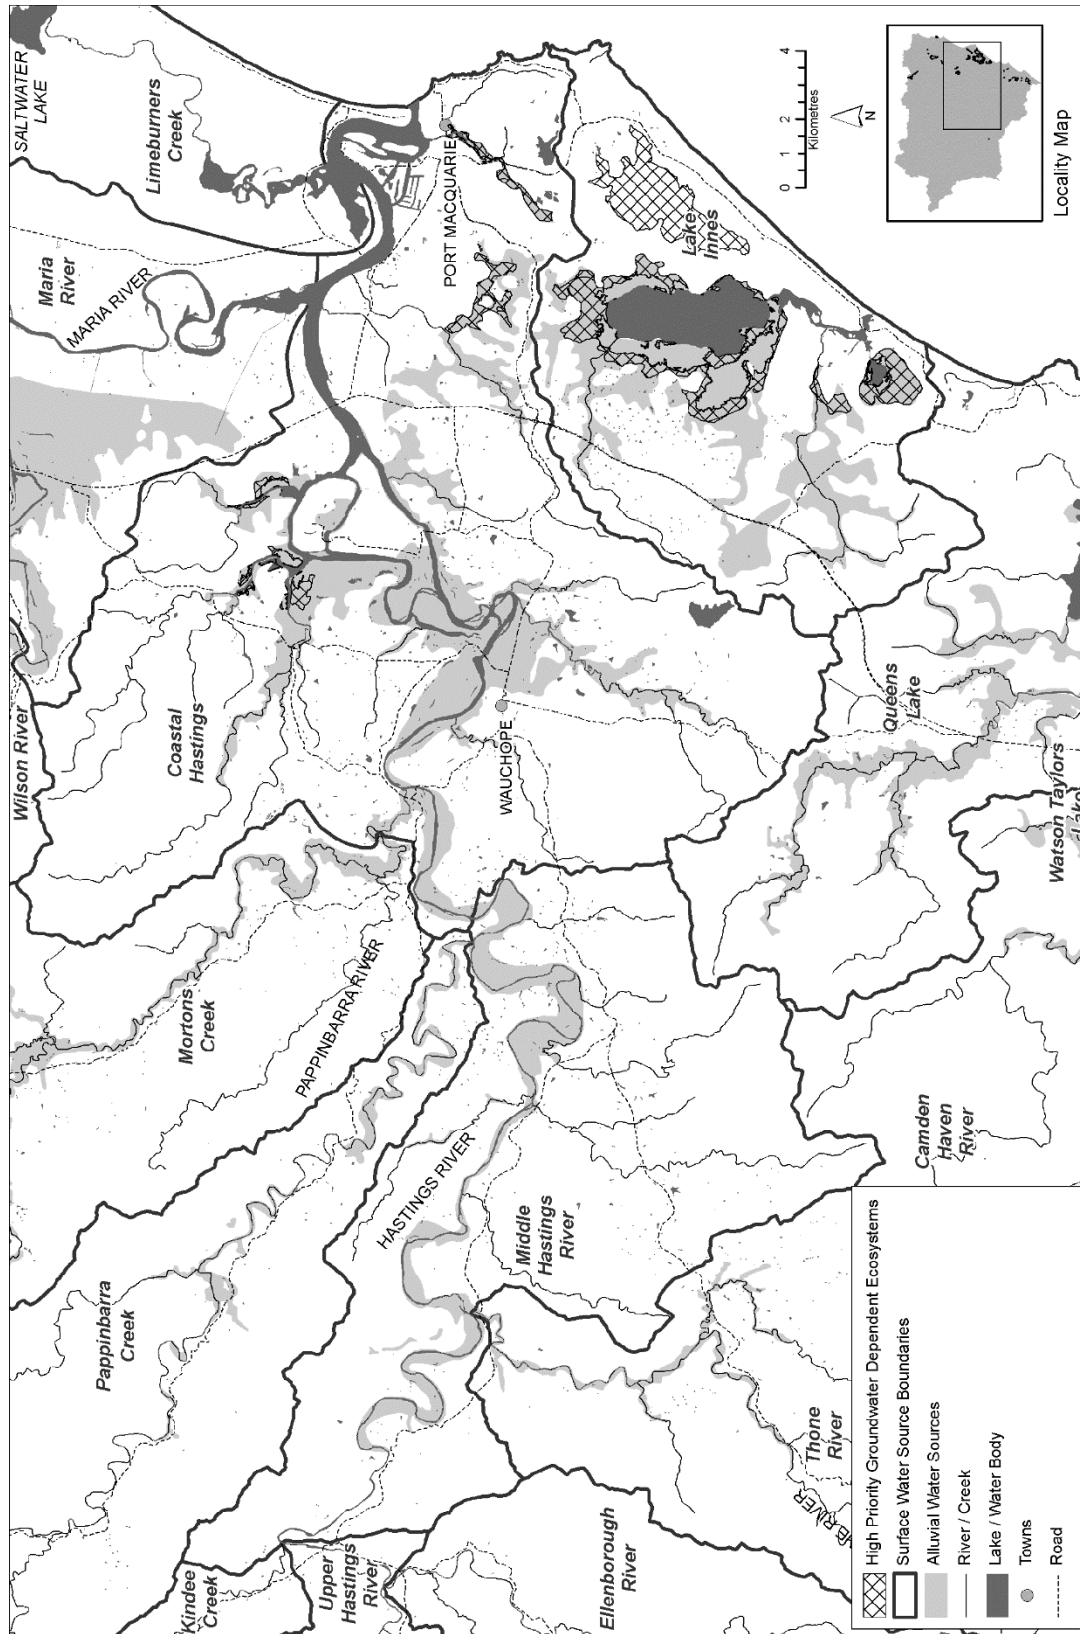 Kindee
Creek
Upper
Hastings
River
Ellenborough
River
Pappinbarra
Creek
HASTINGS RIVER
Middle
Hastings
River
Thone
River
RIVER
Mortons
Creek
PAPPINBARRA RIVER
Camden
Haven
River
Wilson River
Coastal
Hastings
WAUCHOPE
Queens
Lake
Watson Taylors
Maria
River
MARIA RIVER
SALTWATER
LAKE
Limeburners
Creek
PORT MACQUARIE
Lake
Innes
0 1 2 4
Kilometres
N
Locality Map
High Priority Groundwater Dependent Ecosystems
Surface Water Source Boundaries
Alluvial Water Sources
River / Creek
Lake / Water Body
Towns
Road